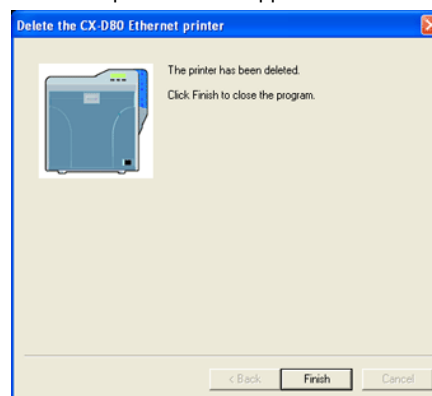 Delete the CX-D80 Ethernet printer
The printer has been deleted.
Click Finish to close the program.
< Back
Finish
Cancel